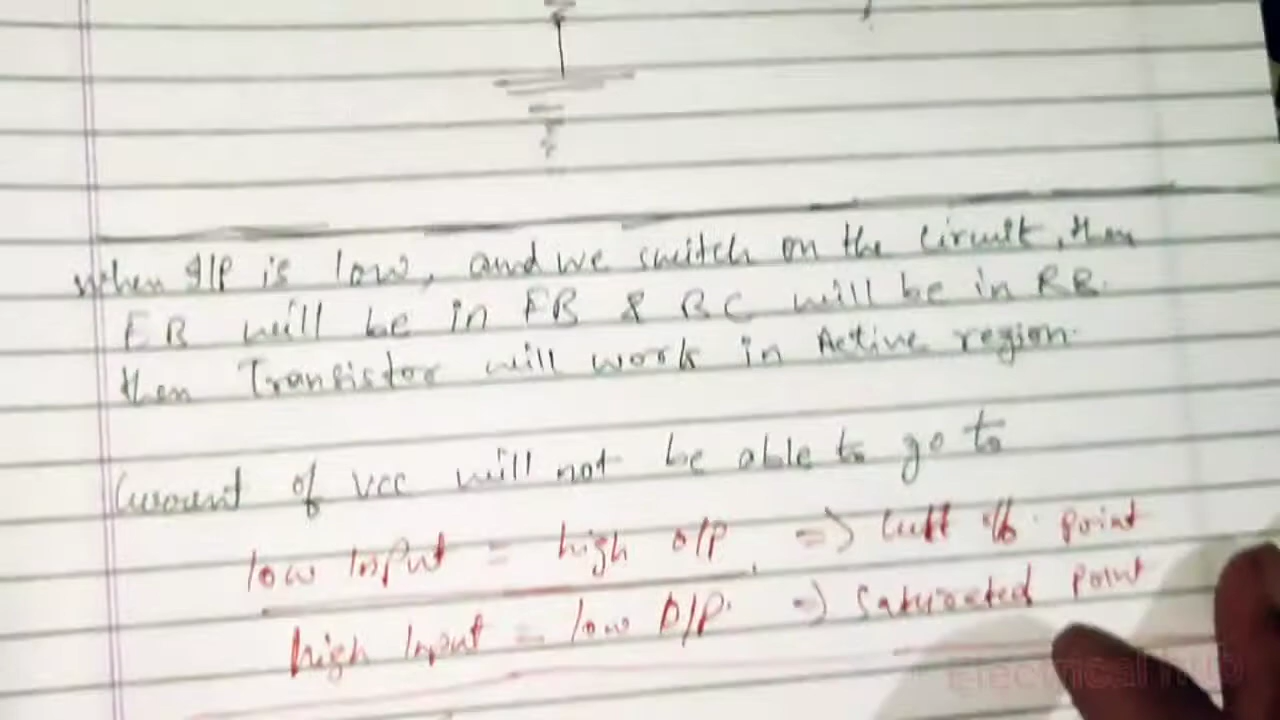 When I/P is low, and we switch on the circuit, then
EB will be in FB & BC will be in RB.
then Transistor will work in Active region.
Current of Vcc will not be able to go to
low Input = high O/P => Cutt off point
high Input = low O/P. => Saturated point
Electrical Hub